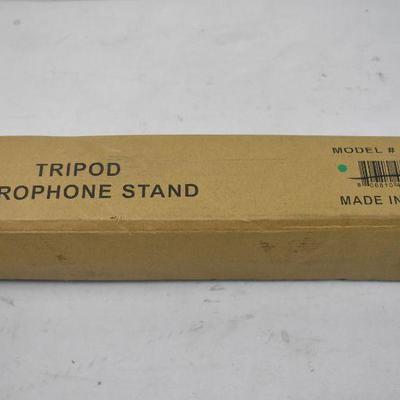 TRIPOD
ROPHONE STAND
MODEL #
MADE IN